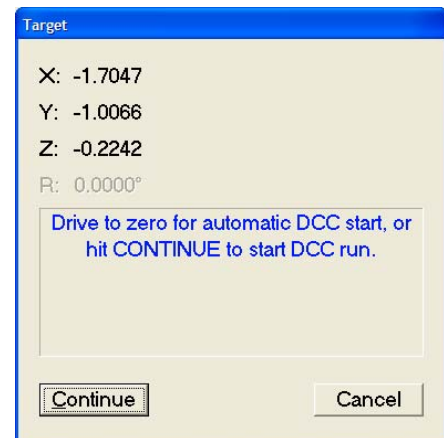 Target
X: -1.7047
Y: -1.0066
Z: -0.2242
R: 0.0000°
Drive to zero for automatic DCC start, or
hit CONTINUE to start DCC run.
Continue
Cancel